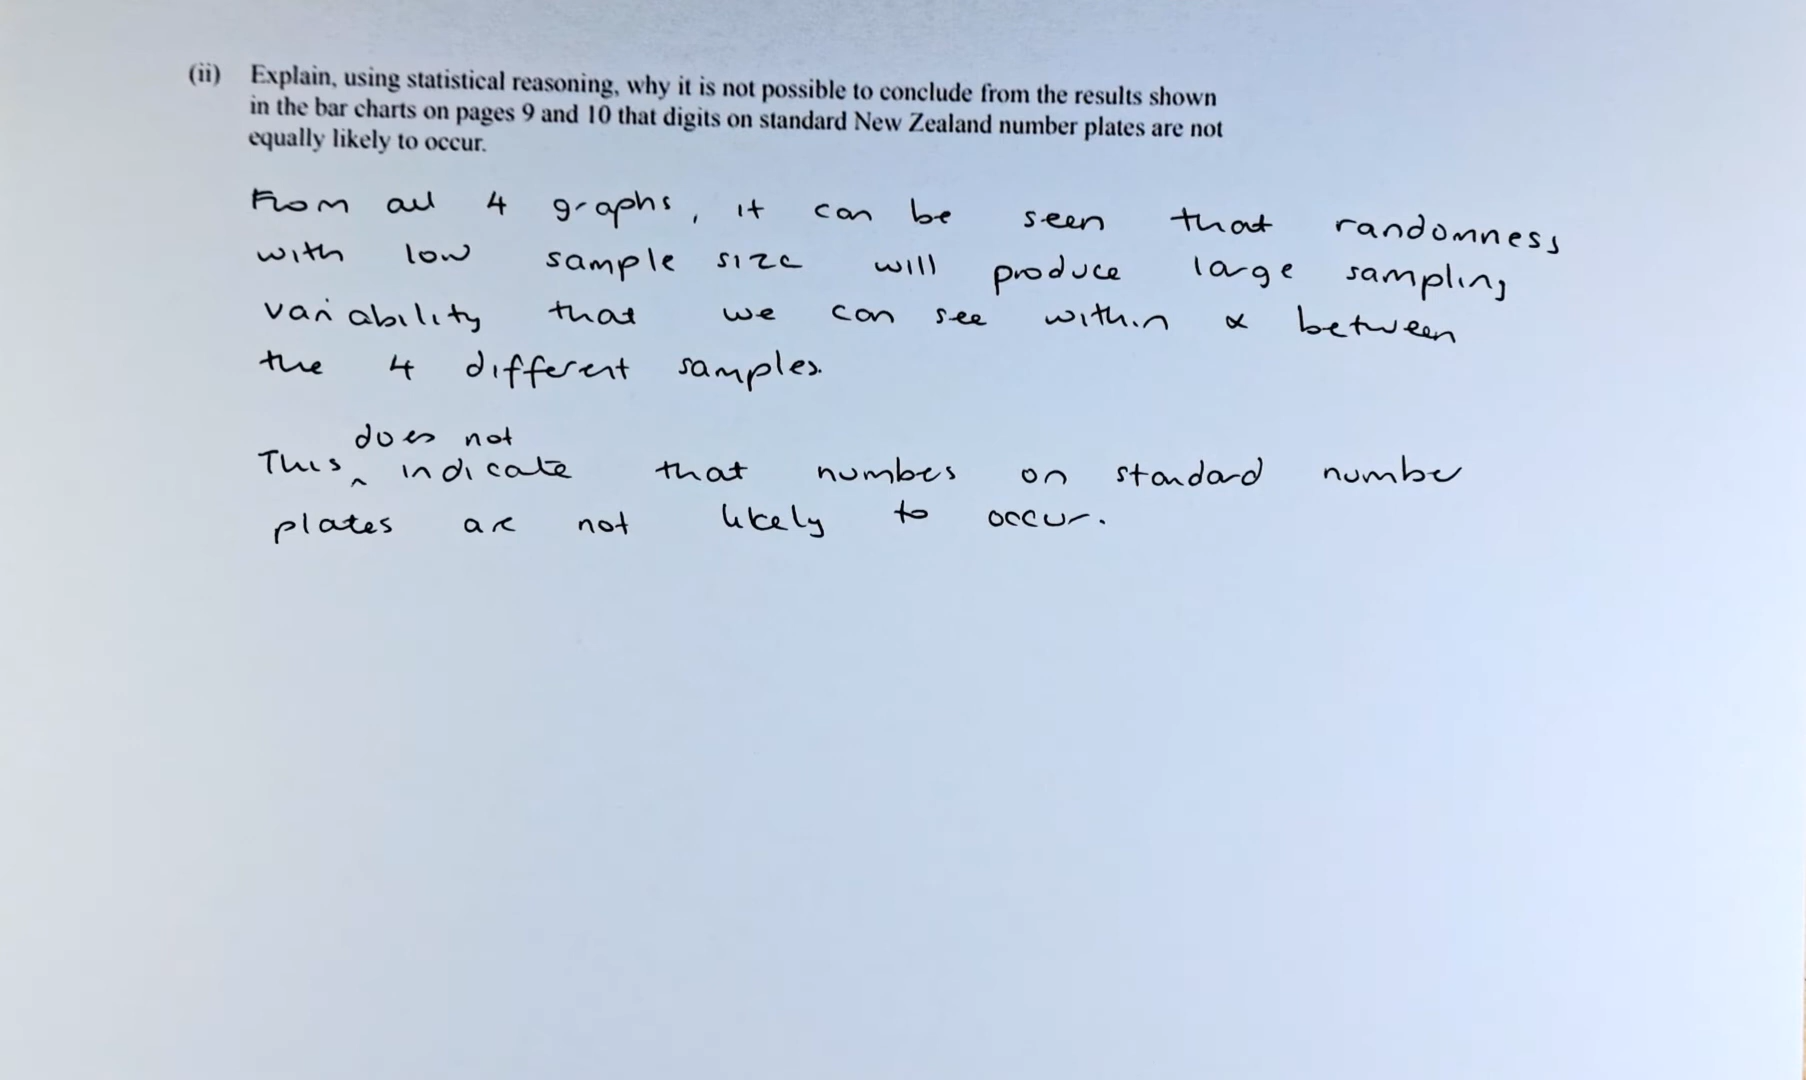 (ii) Explain, using statistical reasoning, why it is not possible to conclude from the results shown
in the bar charts on pages 9 and 10 that digits on standard New Zealand number plates are not
equally likely to occur.
From all 4 graphs, it can be seen that randomness
with low sample size will produce large sampling
variability that we can see within & between
the 4 different samples.
does not
This ^ indicate that numbers on standard number
plates are not likely to occur.